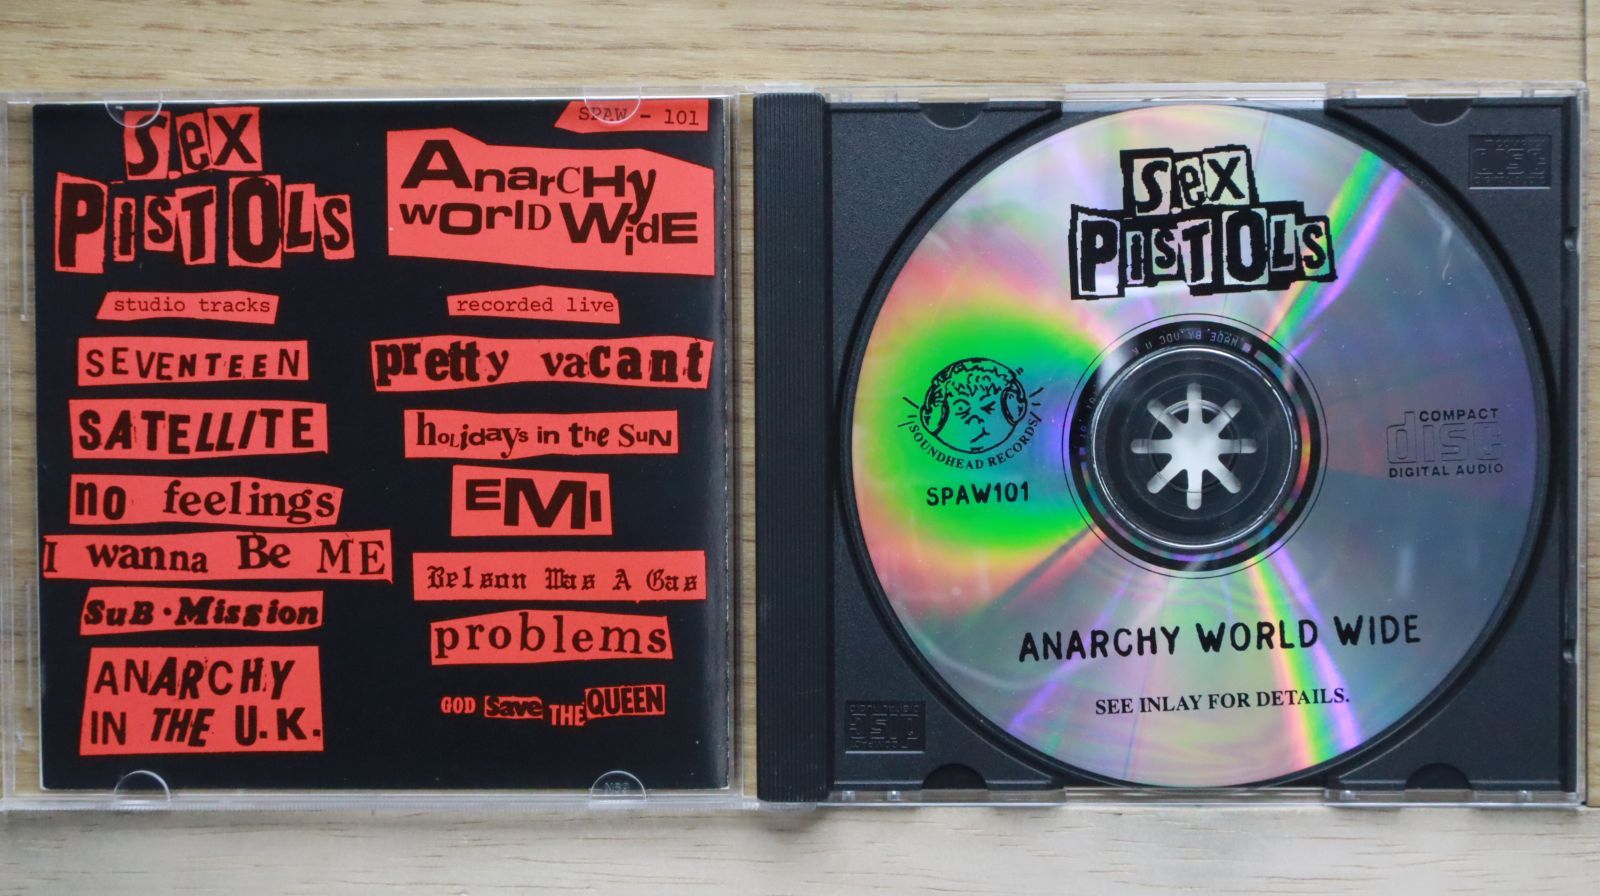 Sex
PISTOLS
studio tracks
SEVENTEEN
SATELLITE
no feelings
I wanna Be ME
SuB·Mission
ANARCHY
IN THE U.K.
SPAW - 101
AnarCHy
worlD WidE
recorded live
pretty vacant
holidays in the SuN
EMI
Belson Was A Gas
problems
GOD Save THE QUEEN
Sex
PISTOLS
SOUNDHEAD RECORDS
SPAW101
COMPACT
disc
DIGITAL AUDIO
ANARCHY WORLD WIDE
SEE INLAY FOR DETAILS.